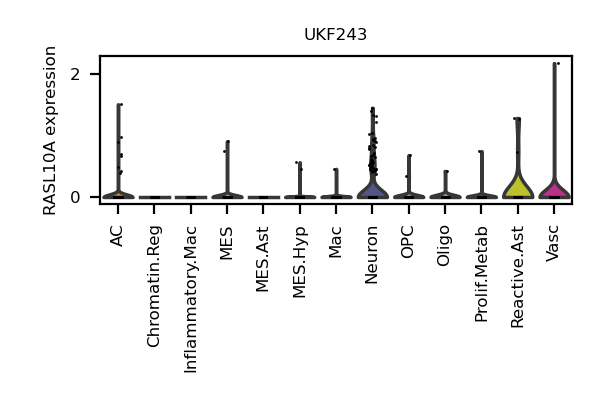 UKF243
RASL10A expression
2
0
AC
Chromatin.Reg
Inflammatory.Mac
MES
MES.Ast
MES.Hyp
Mac
Neuron
OPC
Oligo
Prolif.Metab
Reactive.Ast
Vasc